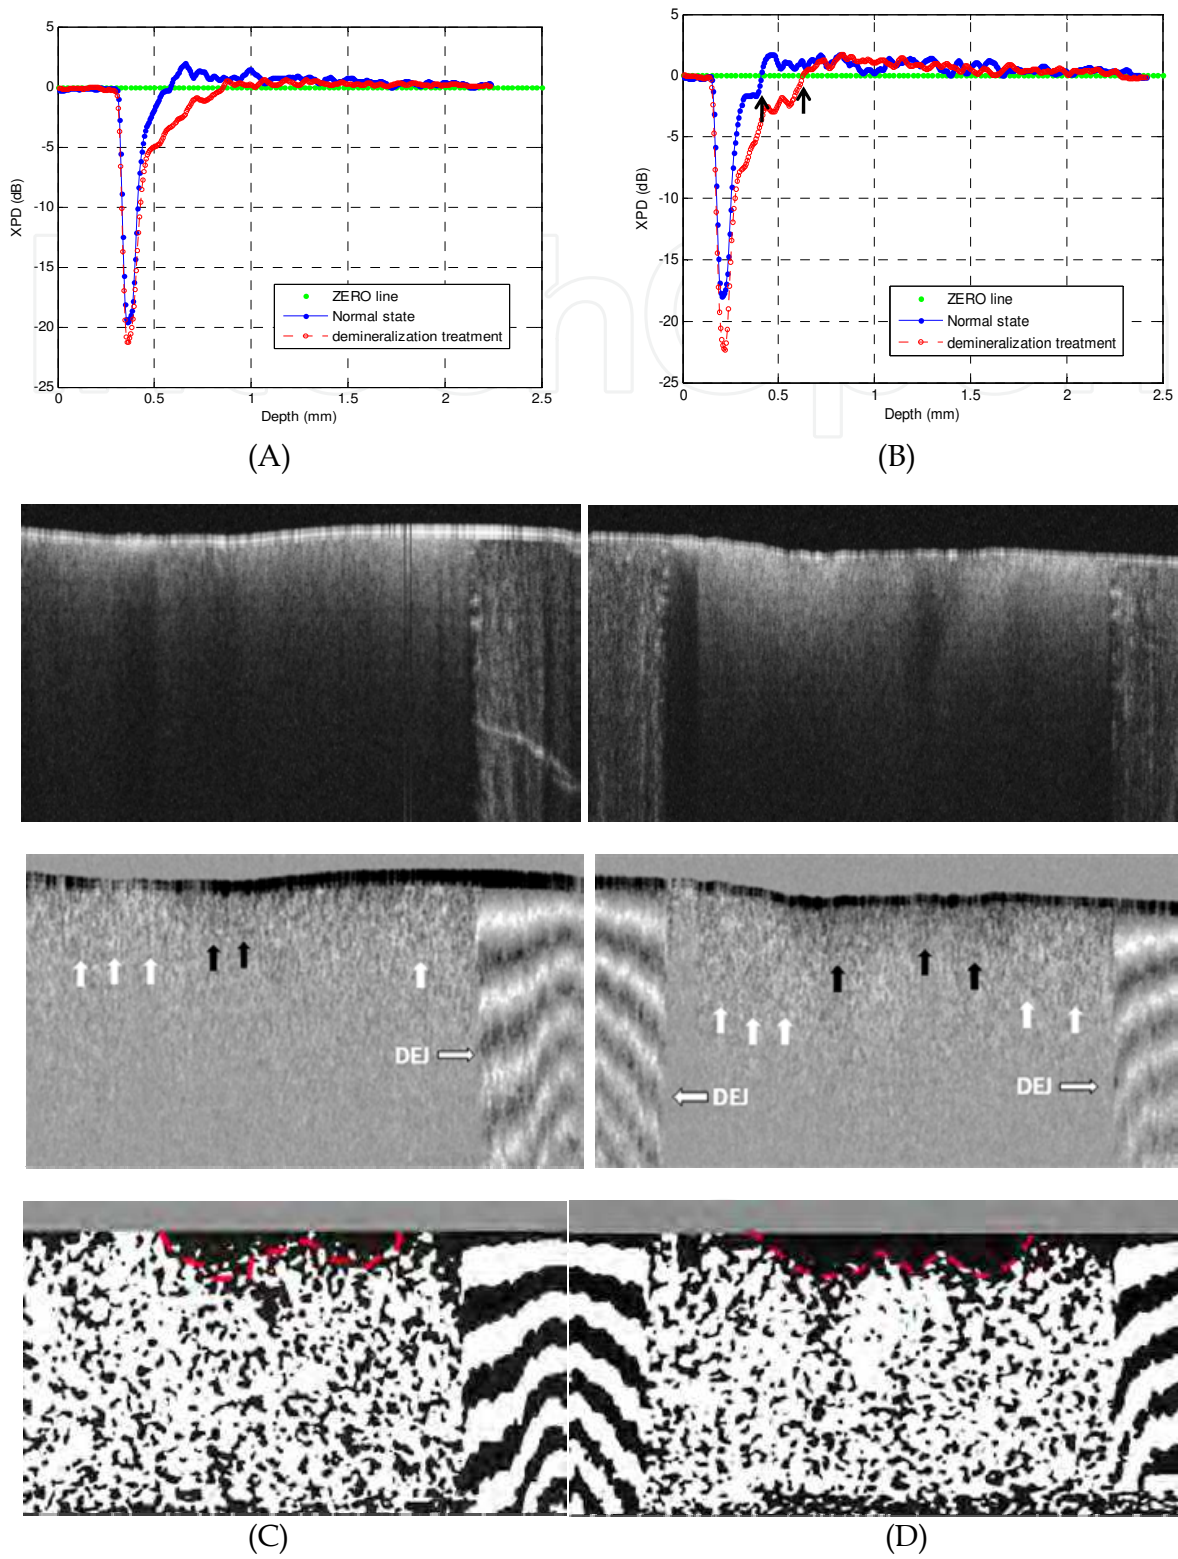 5
0
-5
-10
-15
-20
-25
XPD (dB)
0 0.5 1 1.5 2 2.5
Depth (mm)
ZERO line
Normal state
demineralization treatment
(A)
5
0
-5
-10
-15
-20
-25
XPD (dB)
0 0.5 1 1.5 2 2.5
Depth (mm)
ZERO line
Normal state
demineralization treatment
(B)
DEJ
DEJ
DEJ
(C)
(D)